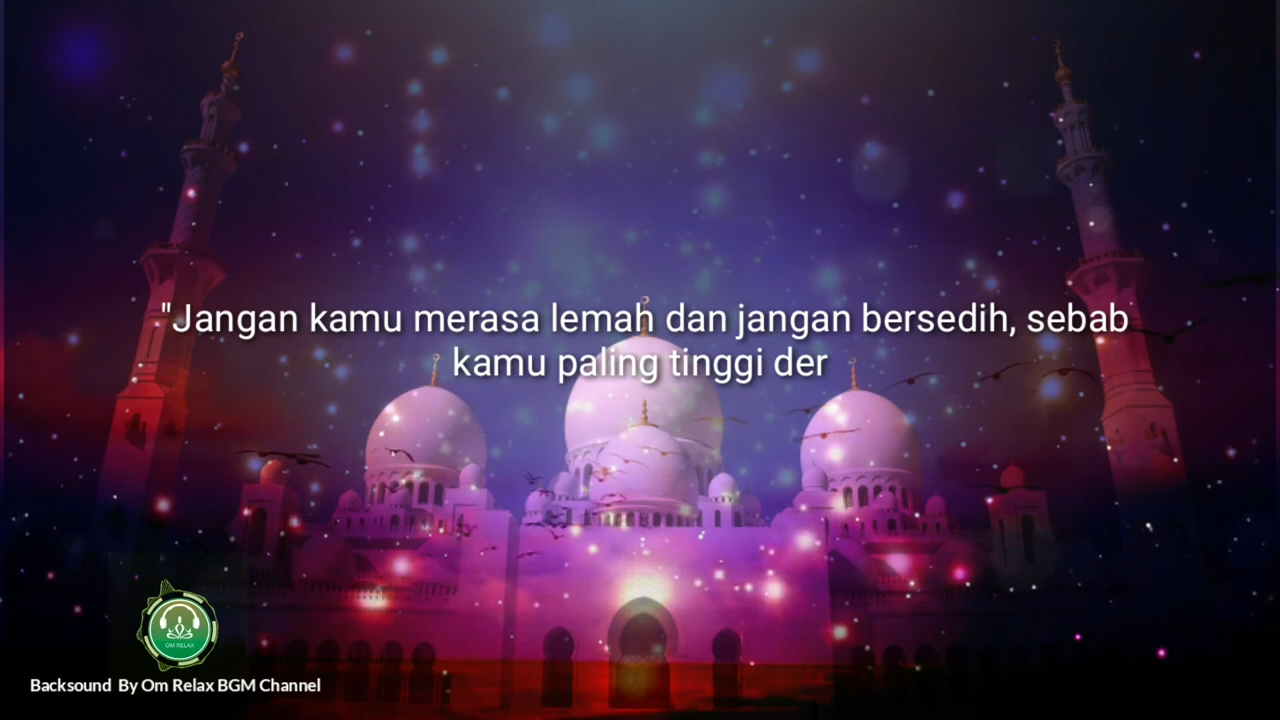 "Jangan kamu merasa lemah dan jangan bersedih, sebab
kamu paling tinggi der
OM RELAX
Backsound By Om Relax BGM Channel